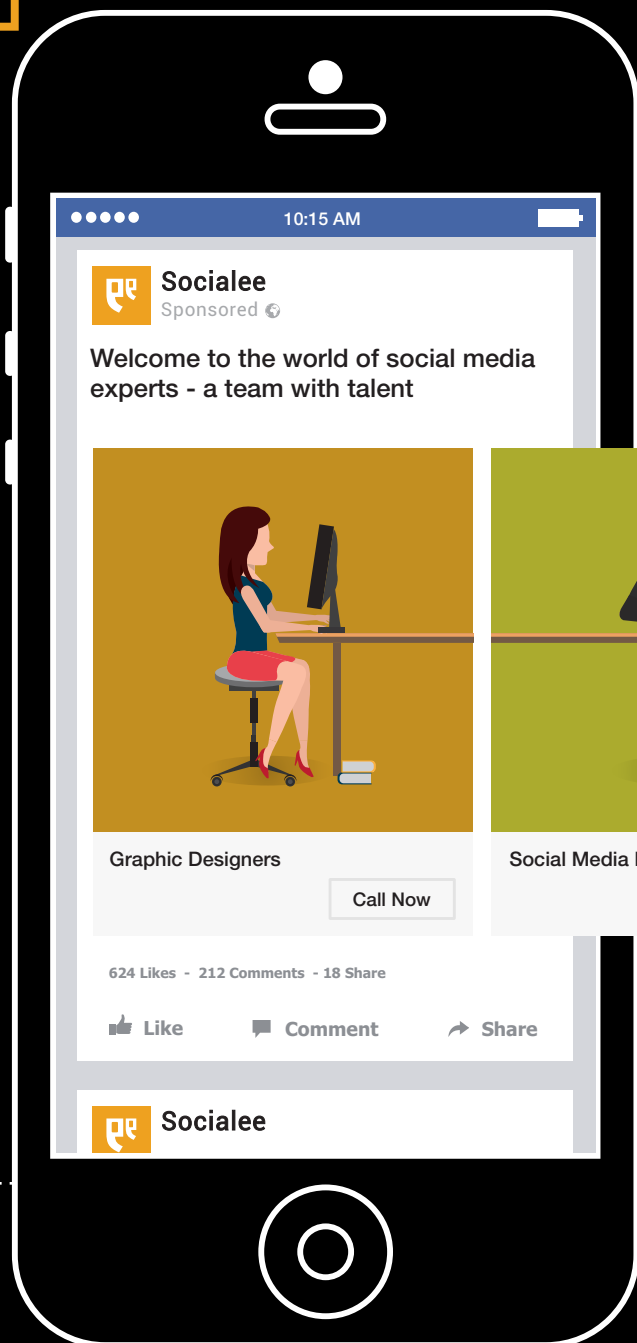 10:15 AM
Socialee
Sponsored
Welcome to the world of social media
experts - a team with talent
Graphic Designers
Call Now
Social Media
624 Likes - 212 Comments - 18 Share
Like
Comment
Share
Socialee